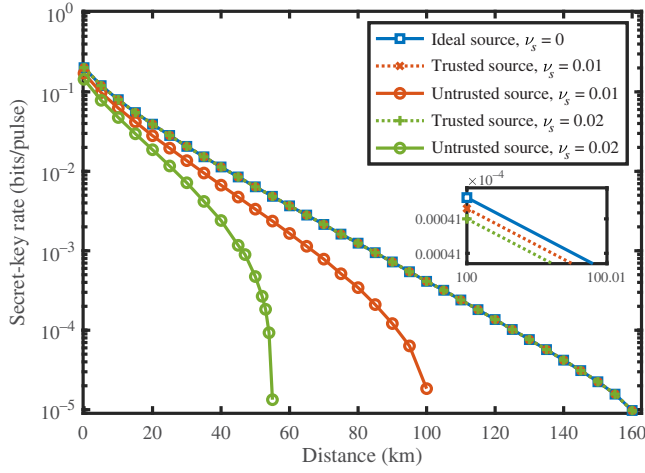 10^0
10^{-1}
10^{-2}
10^{-3}
10^{-4}
10^{-5}
Secret-key rate (bits/pulse)
Ideal source, ν_s = 0
Trusted source, ν_s = 0.01
Untrusted source, ν_s = 0.01
Trusted source, ν_s = 0.02
Untrusted source, ν_s = 0.02
×10^{-4}
0.00041
0.00041
100 100.01
0 20 40 60 80 100 120 140 160
Distance (km)